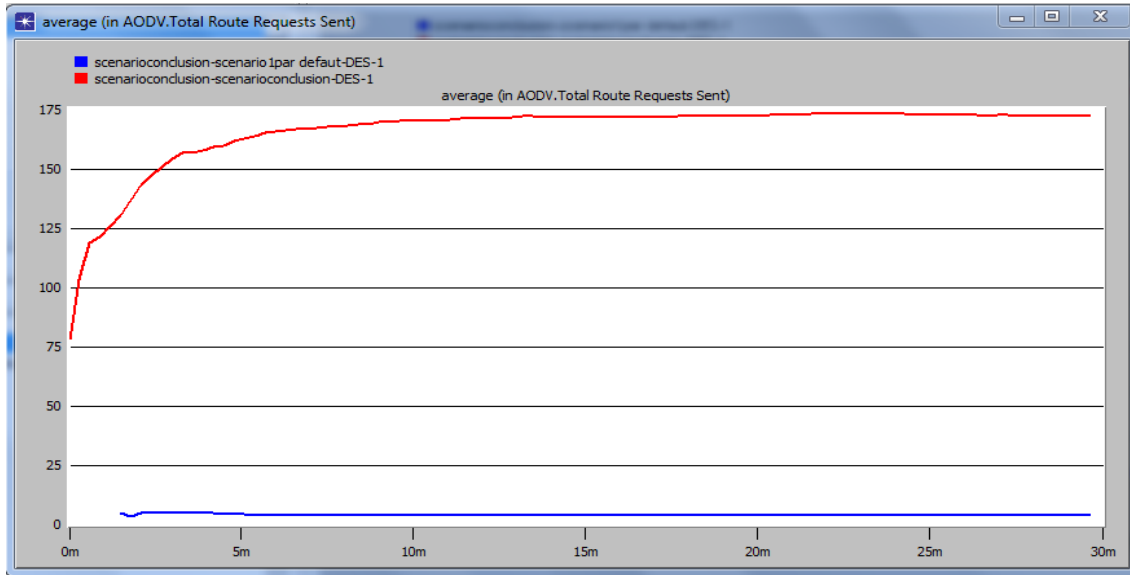 average (in AODV.Total Route Requests Sent)
scenarioconclusion-scenario1par defaut-DES-1
scenarioconclusion-scenarioconclusion-DES-1
average (in AODV.Total Route Requests Sent)
175
150
125
100
75
50
25
0
0m 5m 10m 15m 20m 25m 30m